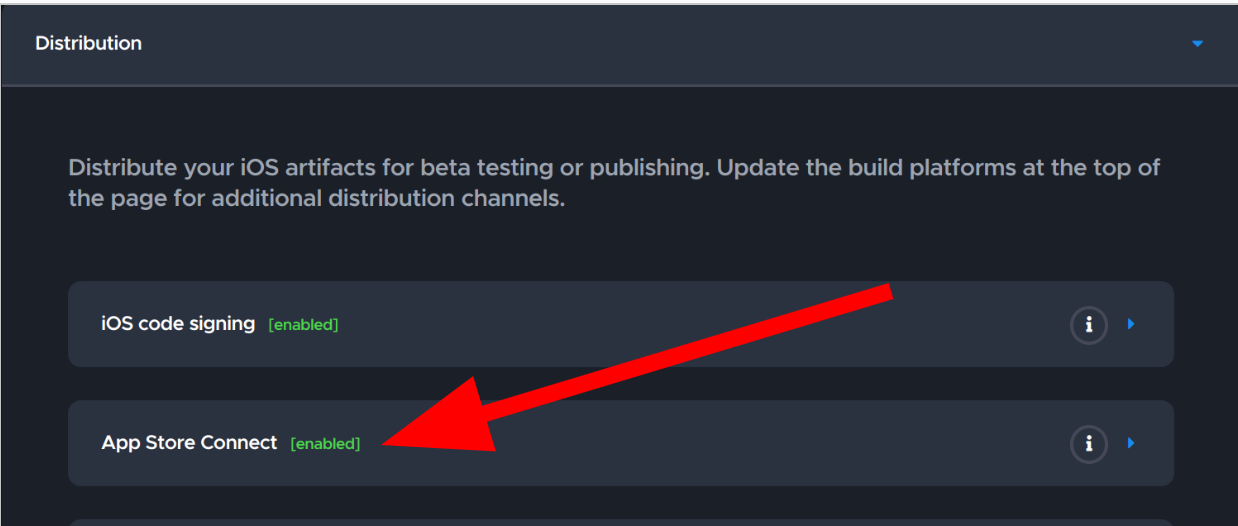 Distribution
Distribute your iOS artifacts for beta testing or publishing. Update the build platforms at the top of
the page for additional distribution channels.
iOS code signing [enabled]
App Store Connect [enabled]